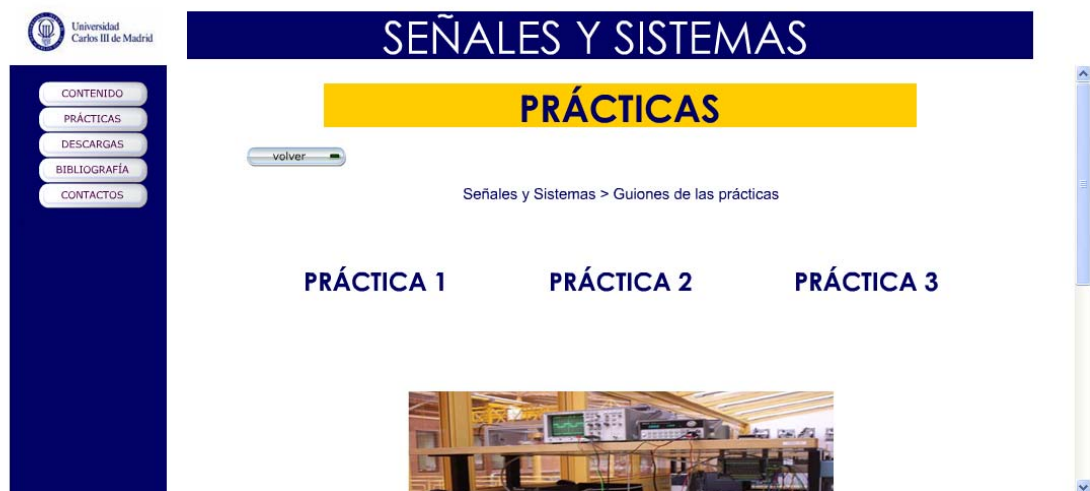 Universidad
Carlos III de Madrid
SEÑALES Y SISTEMAS
CONTENIDO
PRÁCTICAS
DESCARGAS
BIBLIOGRAFÍA
CONTACTOS
PRÁCTICAS
volver
Señales y Sistemas > Guiones de las prácticas
PRÁCTICA 1 PRÁCTICA 2 PRÁCTICA 3